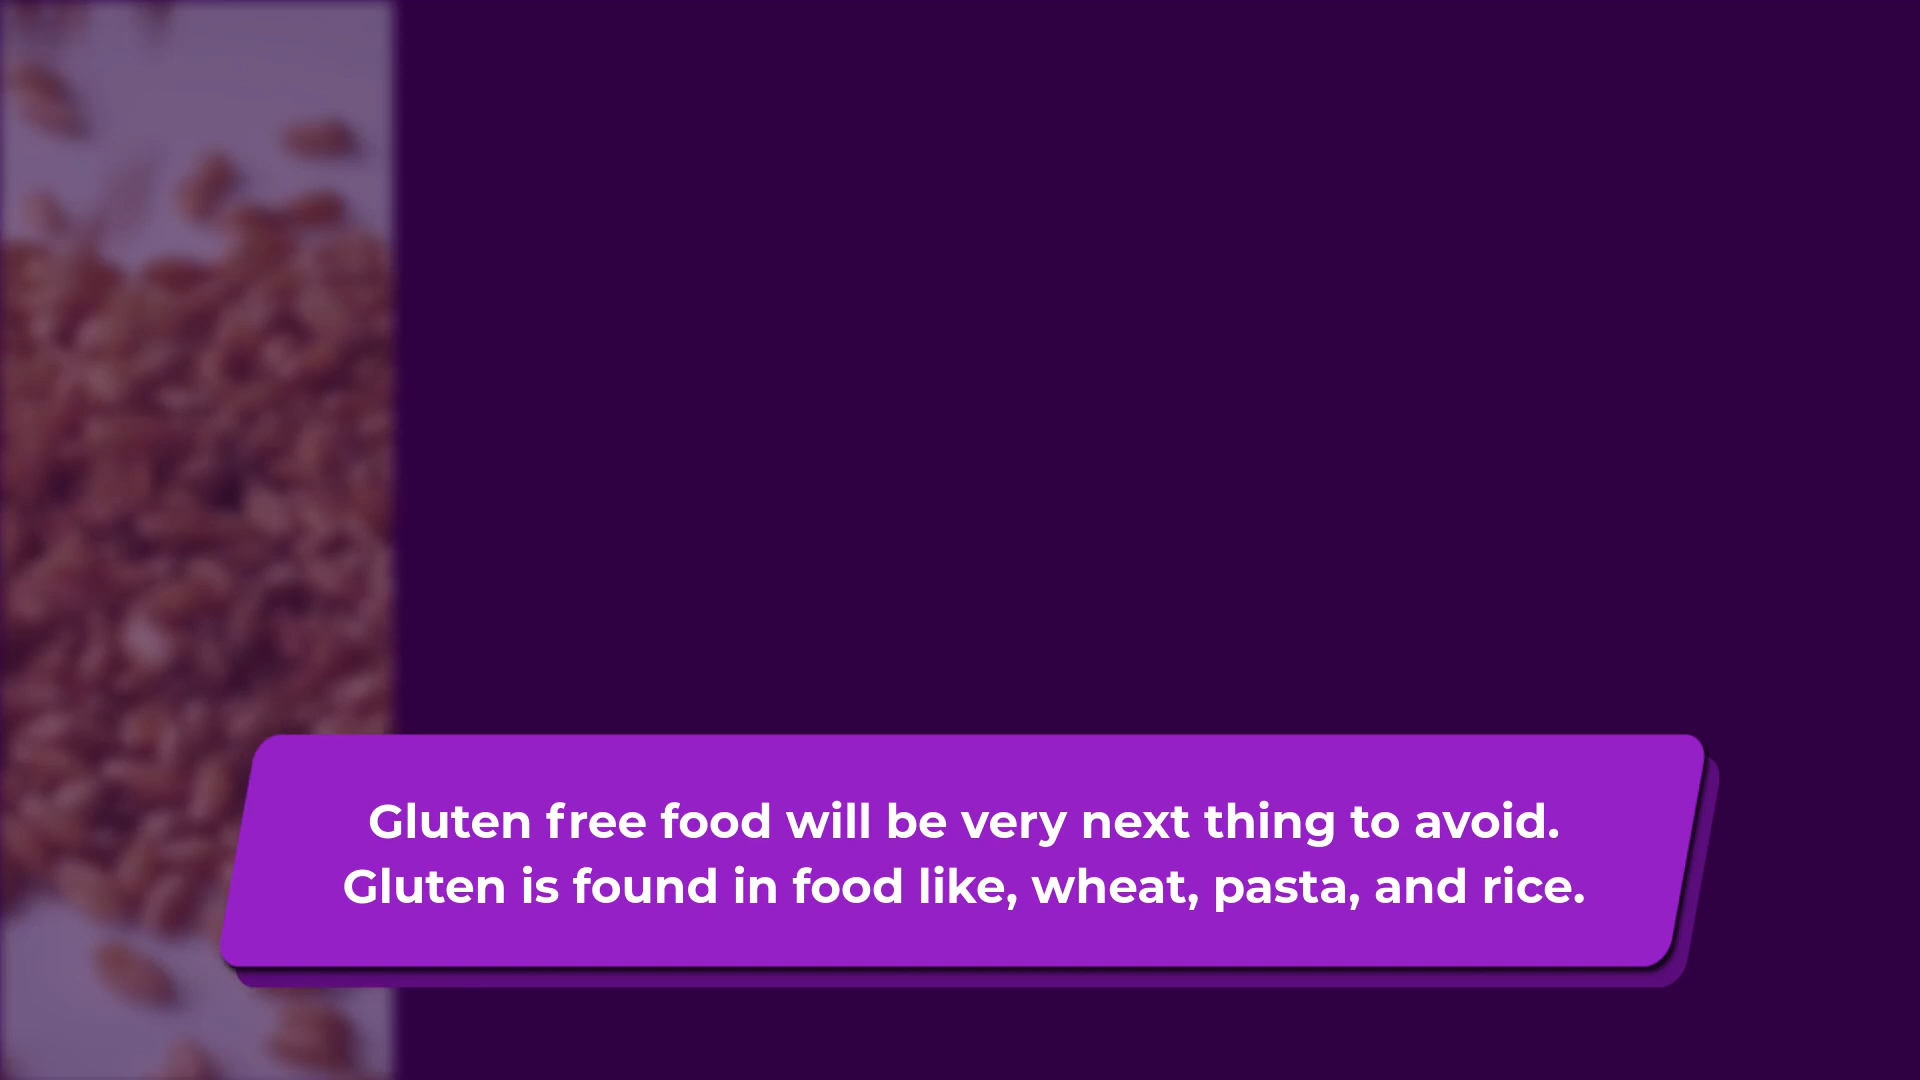 Gluten free food will be very next thing to avoid.
Gluten is found in food like, wheat, pasta, and rice.